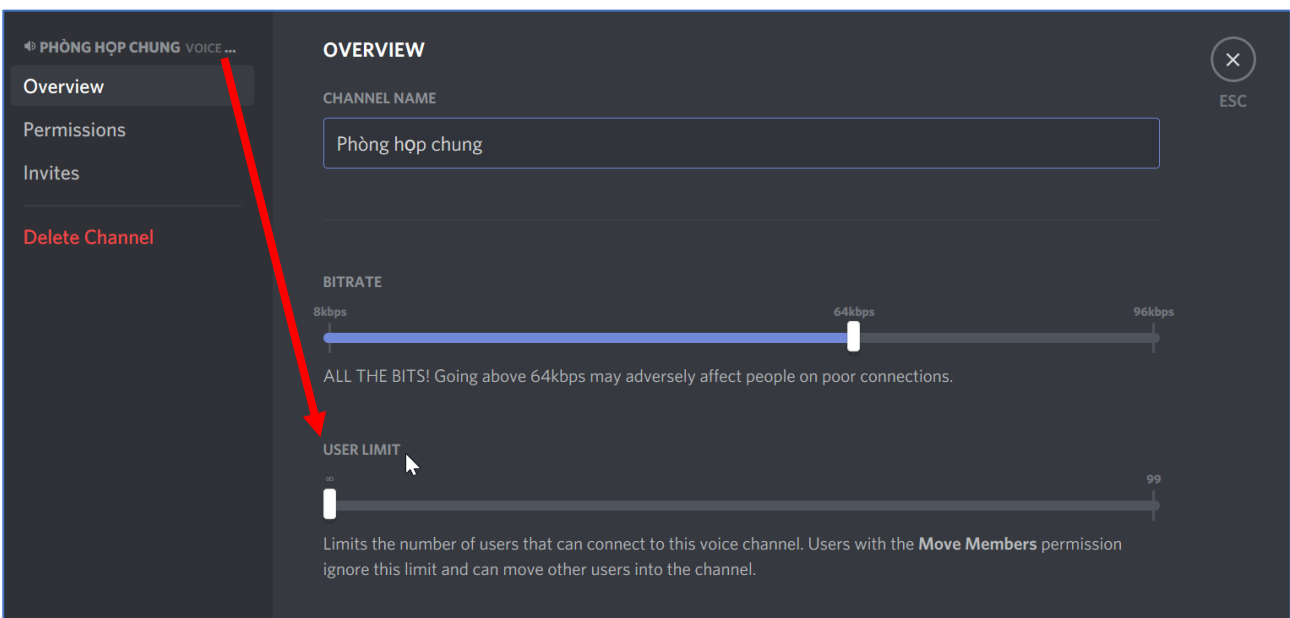 PHÒNG HỌP CHUNG VOICE ...
Overview
Permissions
Invites
Delete Channel
OVERVIEW
CHANNEL NAME
Phòng họp chung
ESC
BITRATE
8kbps 64kbps 96kbps
ALL THE BITS! Going above 64kbps may adversely affect people on poor connections.
USER LIMIT
∞ 99
Limits the number of users that can connect to this voice channel. Users with the Move Members permission
ignore this limit and can move other users into the channel.